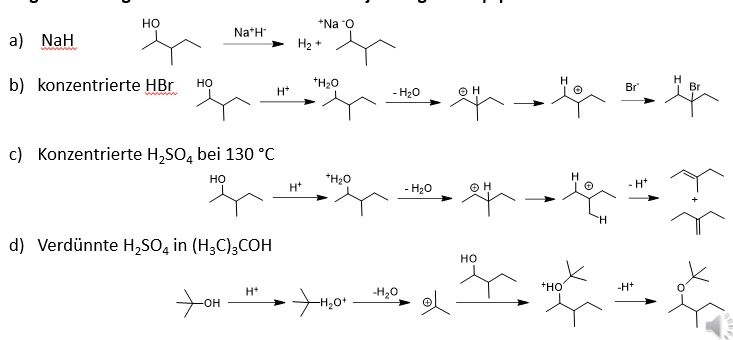 a) NaH HO Na⁺H⁻ H₂ + ⁺Na ⁻O
b) konzentrierte HBr HO H⁺ ⁺H₂O - H₂O ⊕ H H ⊕ Br⁻ H Br
c) Konzentrierte H₂SO₄ bei 130 °C
HO H⁺ ⁺H₂O - H₂O ⊕ H H ⊕ H - H⁺ +
d) Verdünnte H₂SO₄ in (H₃C)₃COH
OH H⁺ H₂O⁺ -H₂O ⊕ HO ⁺HO -H⁺ O